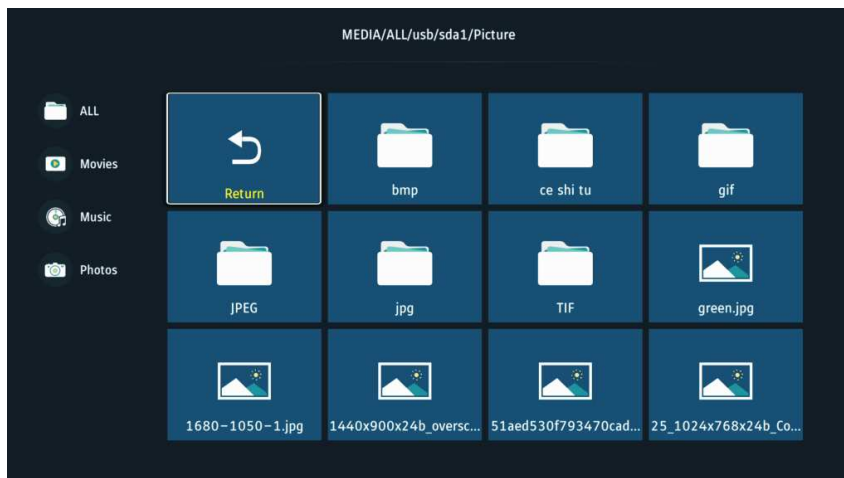 MEDIA/ALL/usb/sda1/Picture
ALL
Movies
Music
Photos
Return
bmp
ce shi tu
gif
JPEG
jpg
TIF
green.jpg
1680-1050-1.jpg
1440x900x24b_oversc...
51aed530f793470cad...
25_1024x768x24b_Co...